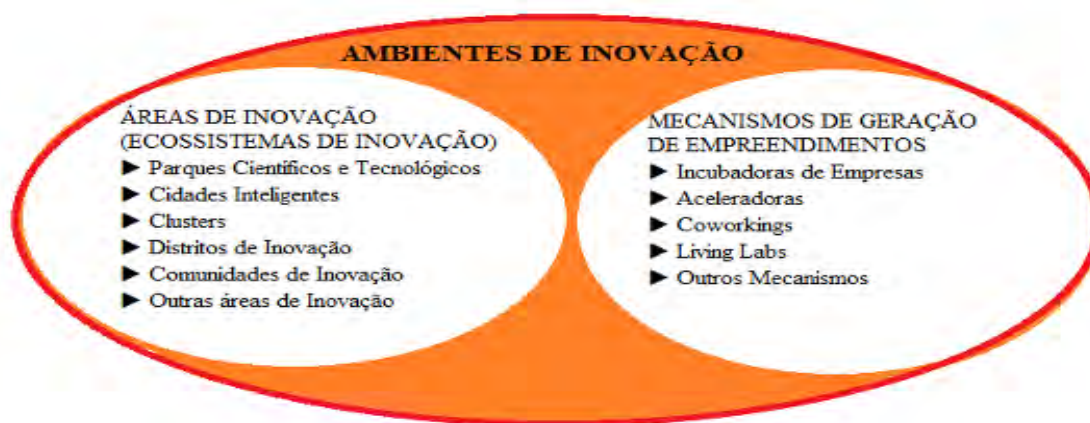 AMBIENTES DE INOVAÇÃO
ÁREAS DE INOVAÇÃO
(ECOSSISTEMAS DE INOVAÇÃO)
► Parques Científicos e Tecnológicos
► Cidades Inteligentes
► Clusters
► Distritos de Inovação
► Comunidades de Inovação
► Outras áreas de Inovação
MECANISMOS DE GERAÇÃO
DE EMPREENDIMENTOS
► Incubadoras de Empresas
► Aceleradoras
► Coworkings
► Living Labs
► Outros Mecanismos